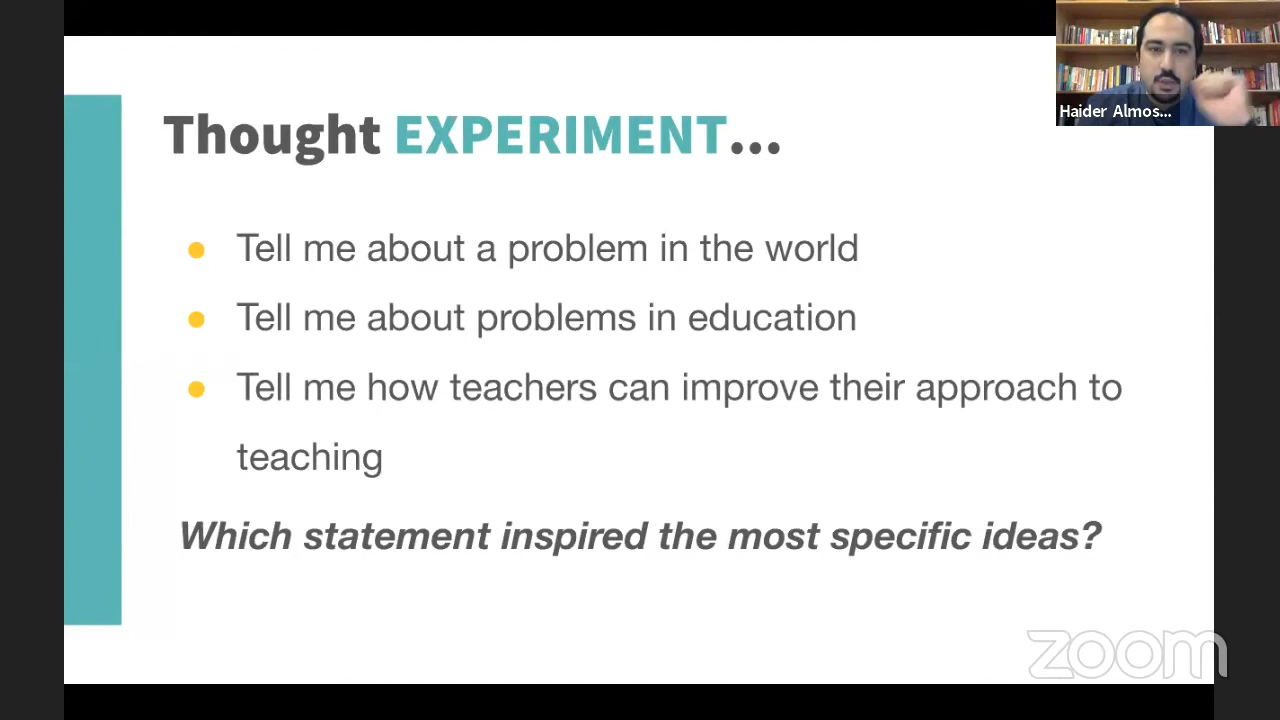 Thought EXPERIMENT...
Tell me about a problem in the world
Tell me about problems in education
Tell me how teachers can improve their approach to
teaching
Which statement inspired the most specific ideas?
Haider Almos...
zoom